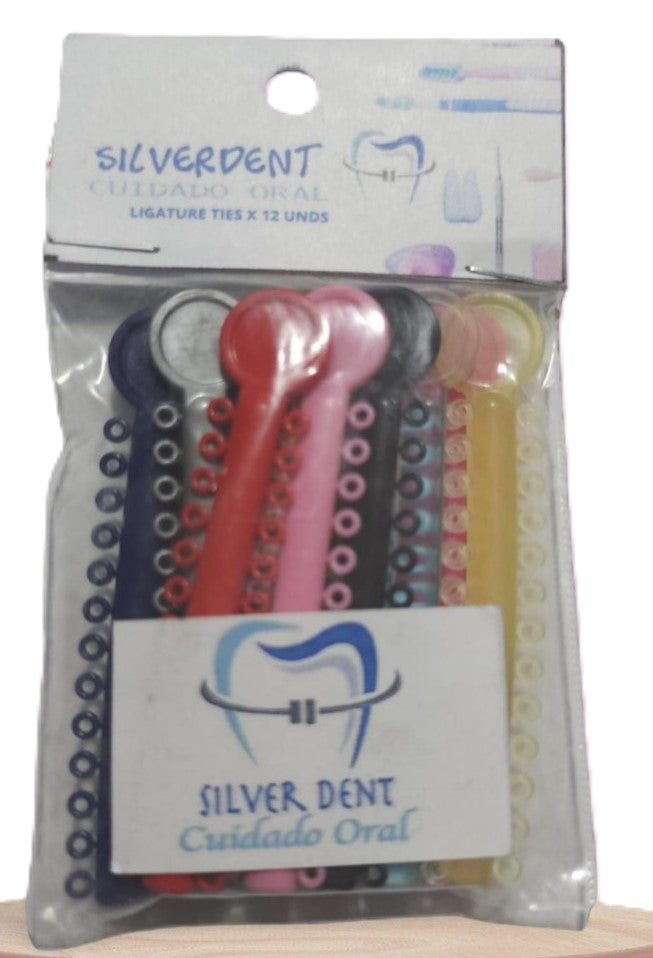 SILVERDENT
CUIDADO ORAL
LIGATURE TIES X 12 UNDS
SILVER DENT
Cuidado Oral